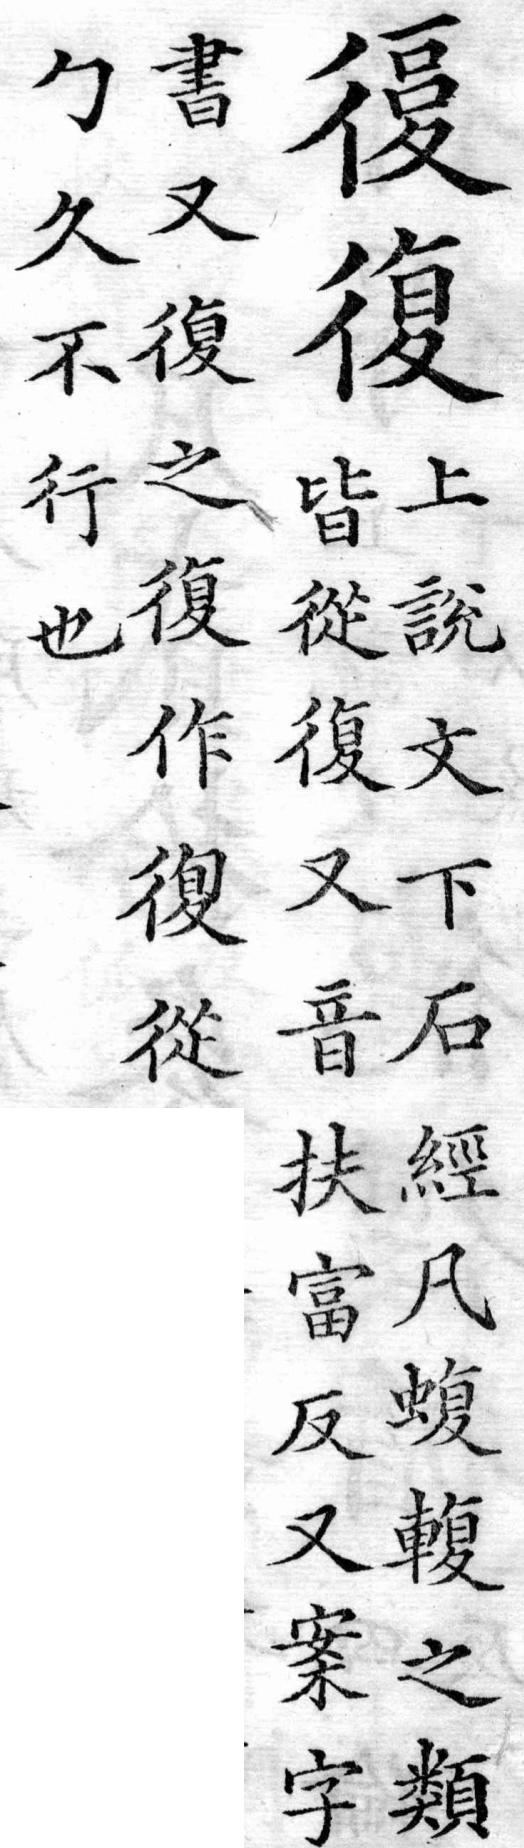 復復
上說文下石經凡蝮輹之類
皆從復又音扶富反又案字
書又復之復作復從
勹久不行也